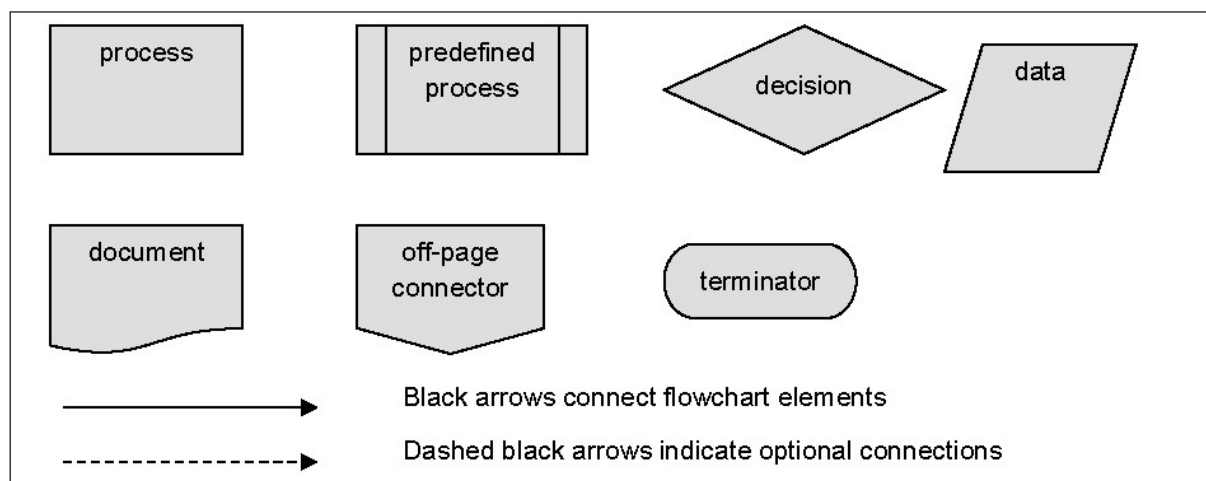 process
predefined
process
decision
data
document
off-page
connector
terminator
Black arrows connect flowchart elements
Dashed black arrows indicate optional connections